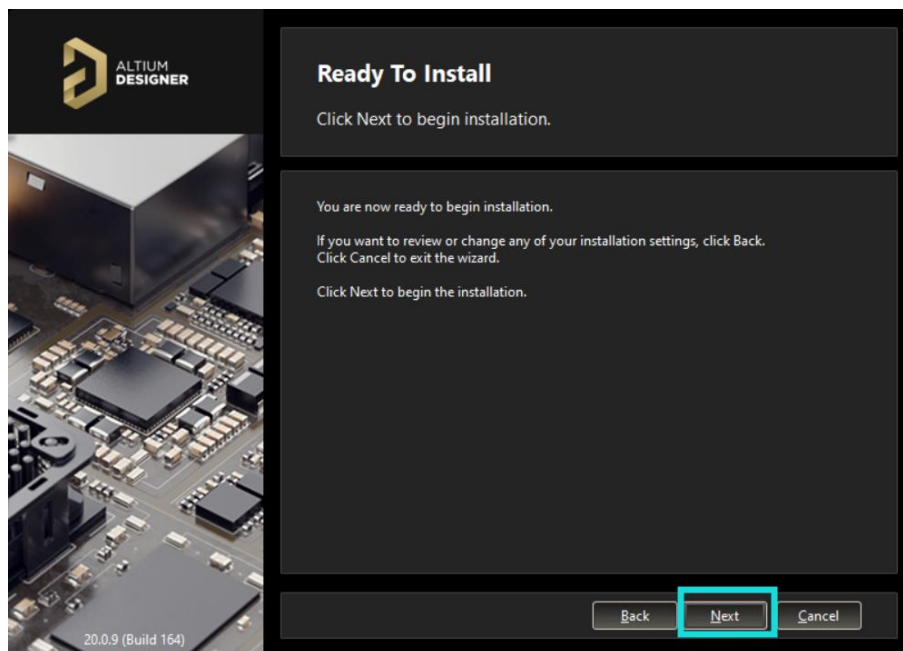 ALTIUM
DESIGNER
Ready To Install
Click Next to begin installation.
You are now ready to begin installation.
If you want to review or change any of your installation settings, click Back.
Click Cancel to exit the wizard.
Click Next to begin the installation.
Back Next Cancel
20.0.9 (Build 164)